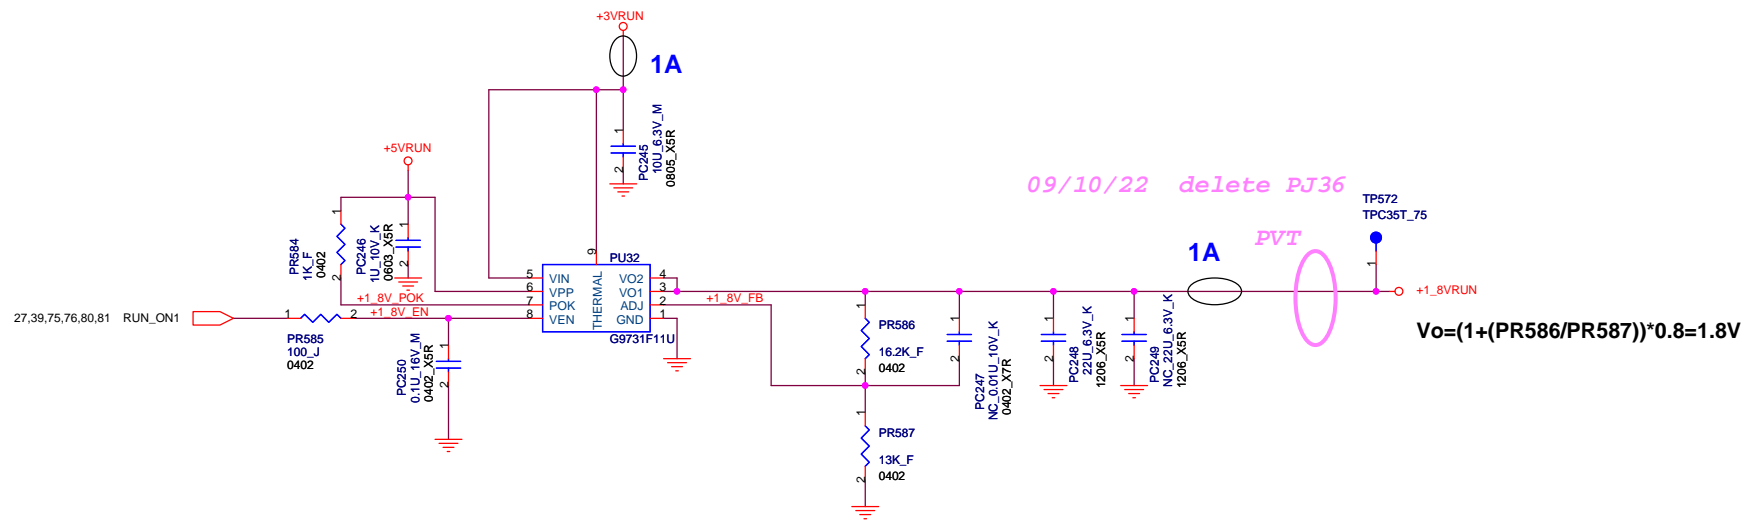 +3VRUN
1A
1
2
PC245
10U_6.3V_M
0805_X5R
+5VRUN
1
2
PR584
1K_F
0402
1
2
PC246
1U_10V_K
0603_X5R
09/10/22 delete PJ36
PVT
TP572
TPC35T_75
1
1A
+1_8VRUN
Vo=(1+(PR586/PR587))*0.8=1.8V
9
PU32
5 VIN VO2 4
6 VPP VO1 3
7 POK ADJ 2
8 VEN GND 1
THERMAL
G9731F11U
+1_8V_POK
+1_8V_EN
+1_8V_FB
27,39,75,76,80,81 RUN_ON1
1 2
PR585
100_J
0402
1
2
PC250
0.1U_16V_M
0402_X5R
1
2
PR586
16.2K_F
0402
1
2
PC247
NC_0.01U_10V_K
0402_X7R
1
2
PC248
22U_6.3V_K
1206_X5R
1
2
PC249
NC_22U_6.3V_K
1206_X5R
1
2
PR587
13K_F
0402